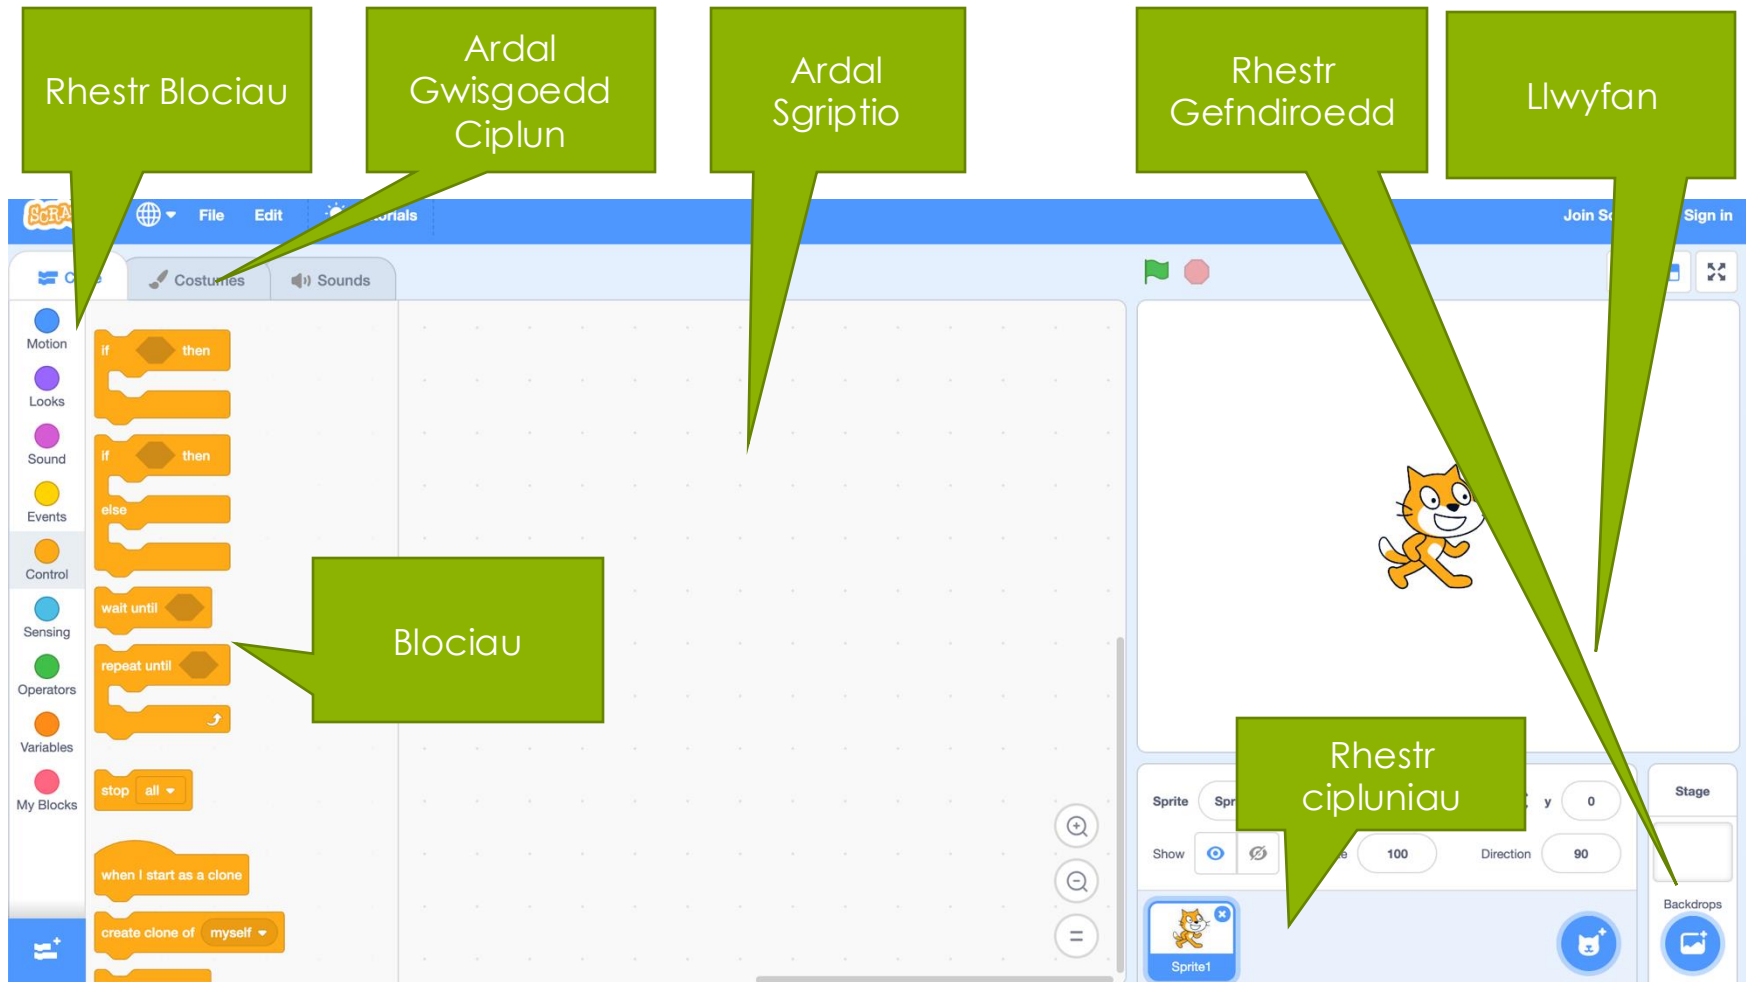 Rhestr Blociau
Ardal
Gwisgoedd
Ciplun
Ardal
Sgriptio
Rhestr
Gefndiroedd
Llwyfan
File
Edit
Sign in
Costumes
Sounds
Motion
Looks
Sound
Events
Control
Sensing
Operators
Variables
My Blocks
if then
if then
else
wait until
repeat until
stop all
when I start as a clone
create clone of myself
Blociau
Rhestr
cipluniau
Sprite
y 0
Show
100
Direction 90
Sprite1
Stage
Backdrops